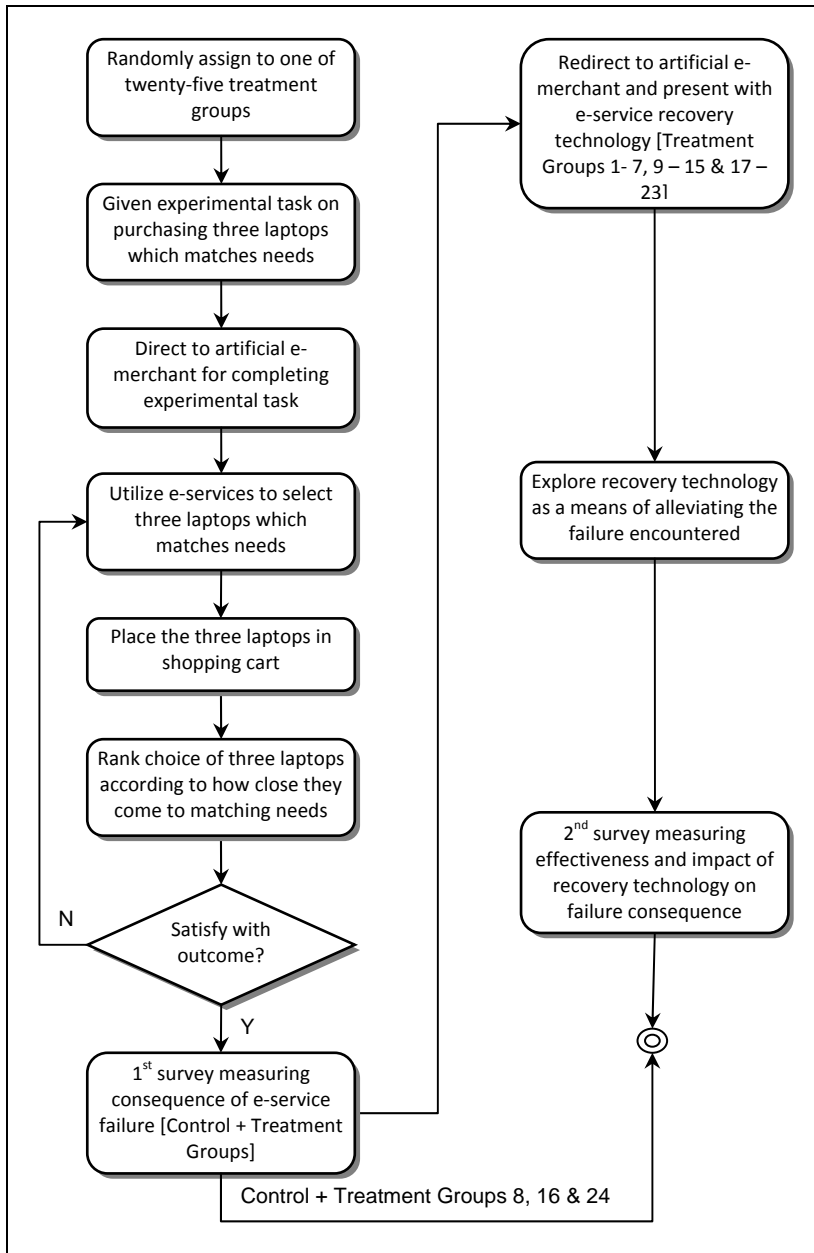 Randomly assign to one of
twenty-five treatment
groups
Given experimental task on
purchasing three laptops
which matches needs
Direct to artificial e-
merchant for completing
experimental task
Utilize e-services to select
three laptops which
matches needs
Place the three laptops in
shopping cart
Rank choice of three laptops
according to how close they
come to matching needs
Satisfy with
outcome?
N
Y
1st survey measuring
consequence of e-service
failure [Control + Treatment
Groups]
Control + Treatment Groups 8, 16 & 24
Redirect to artificial e-
merchant and present with
e-service recovery
technology [Treatment
Groups 1- 7, 9 – 15 & 17 –
23]
Explore recovery technology
as a means of alleviating the
failure encountered
2nd survey measuring
effectiveness and impact of
recovery technology on
failure consequence